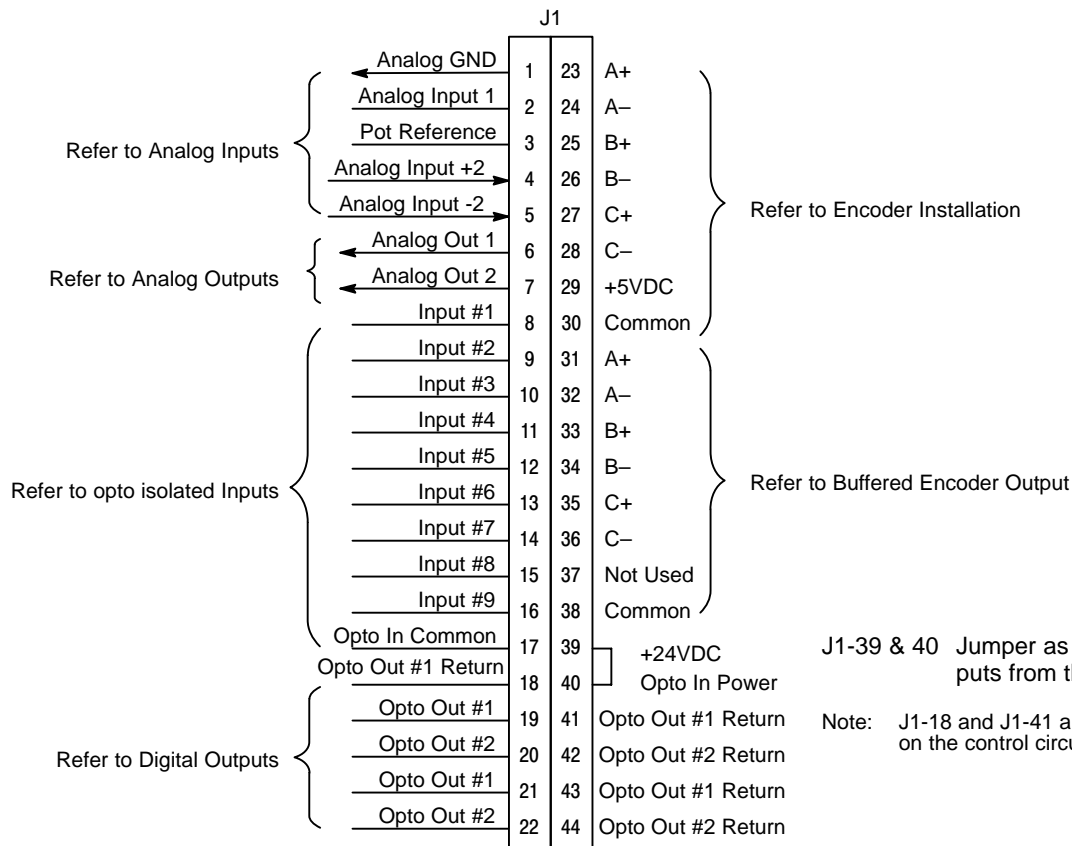 J1
Analog GND 1 23 A+
Analog Input 1 2 24 A–
Pot Reference 3 25 B+
Refer to Analog Inputs
Analog Input +2 4 26 B–
Analog Input -2 5 27 C+
Refer to Encoder Installation
Analog Out 1 6 28 C–
Refer to Analog Outputs
Analog Out 2 7 29 +5VDC
Input #1 8 30 Common
Input #2 9 31 A+
Input #3 10 32 A–
Input #4 11 33 B+
Input #5 12 34 B–
Refer to opto isolated Inputs
Refer to Buffered Encoder Output
Input #6 13 35 C+
Input #7 14 36 C–
Input #8 15 37 Not Used
Input #9 16 38 Common
Opto In Common 17 39 +24VDC
Opto Out #1 Return 18 40 Opto In Power
J1-39 & 40 Jumper as
puts from
Opto Out #1 19 41 Opto Out #1 Return
Note: J1-18 and J1-41
on the control
Opto Out #2 20 42 Opto Out #2 Return
Refer to Digital Outputs
Opto Out #1 21 43 Opto Out #1 Return
Opto Out #2 22 44 Opto Out #2 Return